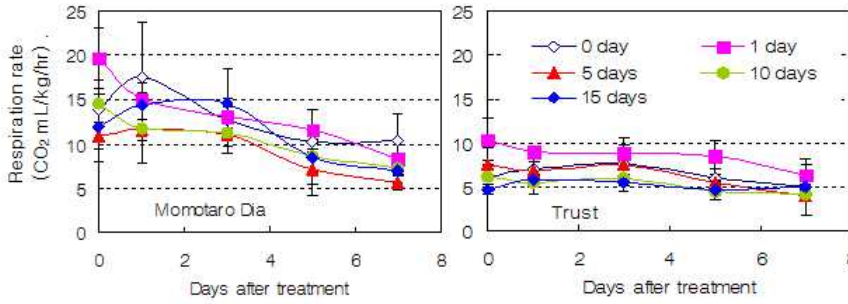 Respiration rate
(CO₂ mL/kg/hr) .
25
20
15
10
5
0
Momotaro Dia
0 2 4 6 8
Days after treatment
25
20
15
10
5
0
0 day
1 day
5 days
10 days
15 days
Trust
0 2 4 6 8
Days after treatment